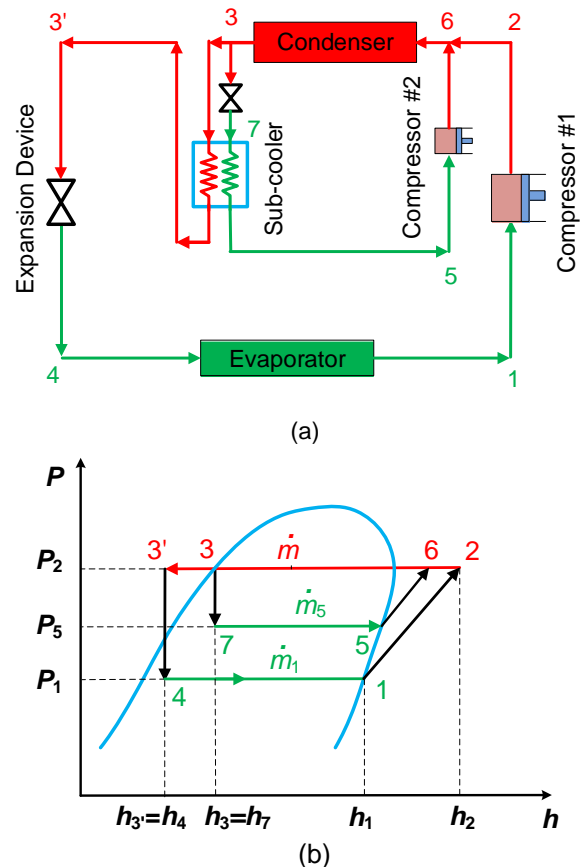 3'
3
Condenser
6
2
Compressor #2
Compressor #1
7
Sub-cooler
Expansion Device
5
4
Evaporator
1
(a)
P
P2
3'
3
ṁ
6
2
P5
7
ṁ5
5
P1
4
ṁ1
1
h3'=h4
h3=h7
h1
h2
h
(b)